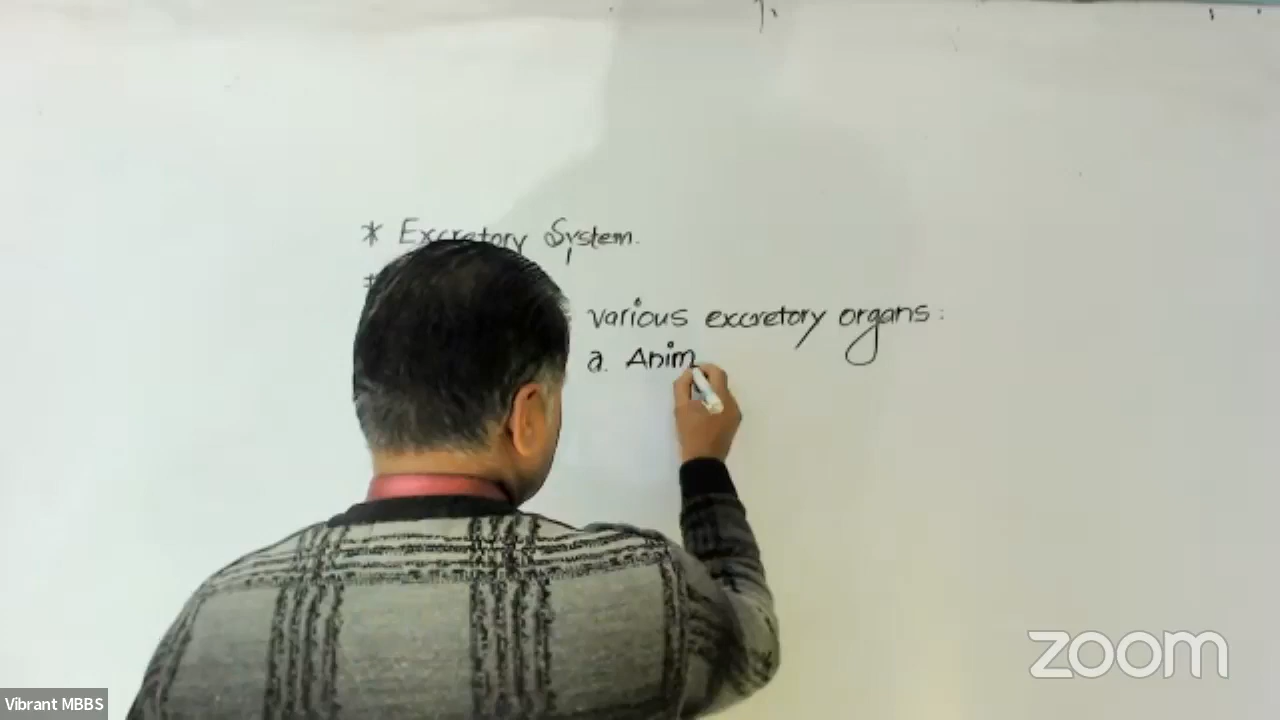 * Excretory System.
*
various excretory organs:
a. Anim
zoom
Vibrant MBBS